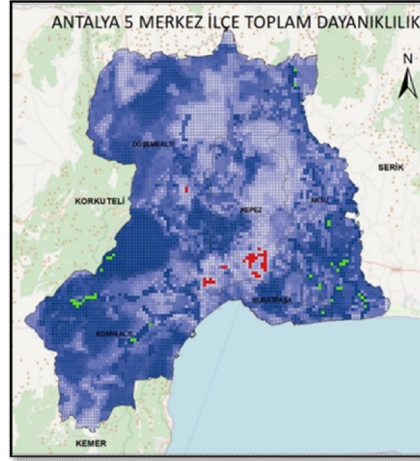 ANTALYA 5 MERKEZ İLÇE TOPLAM DAYANIKLILIK
N
DÖŞEMEALTI
SERİK
KORKUTELİ
AKSU
KEPEZ
MURATPAŞA
KONYAALTI
KEMER